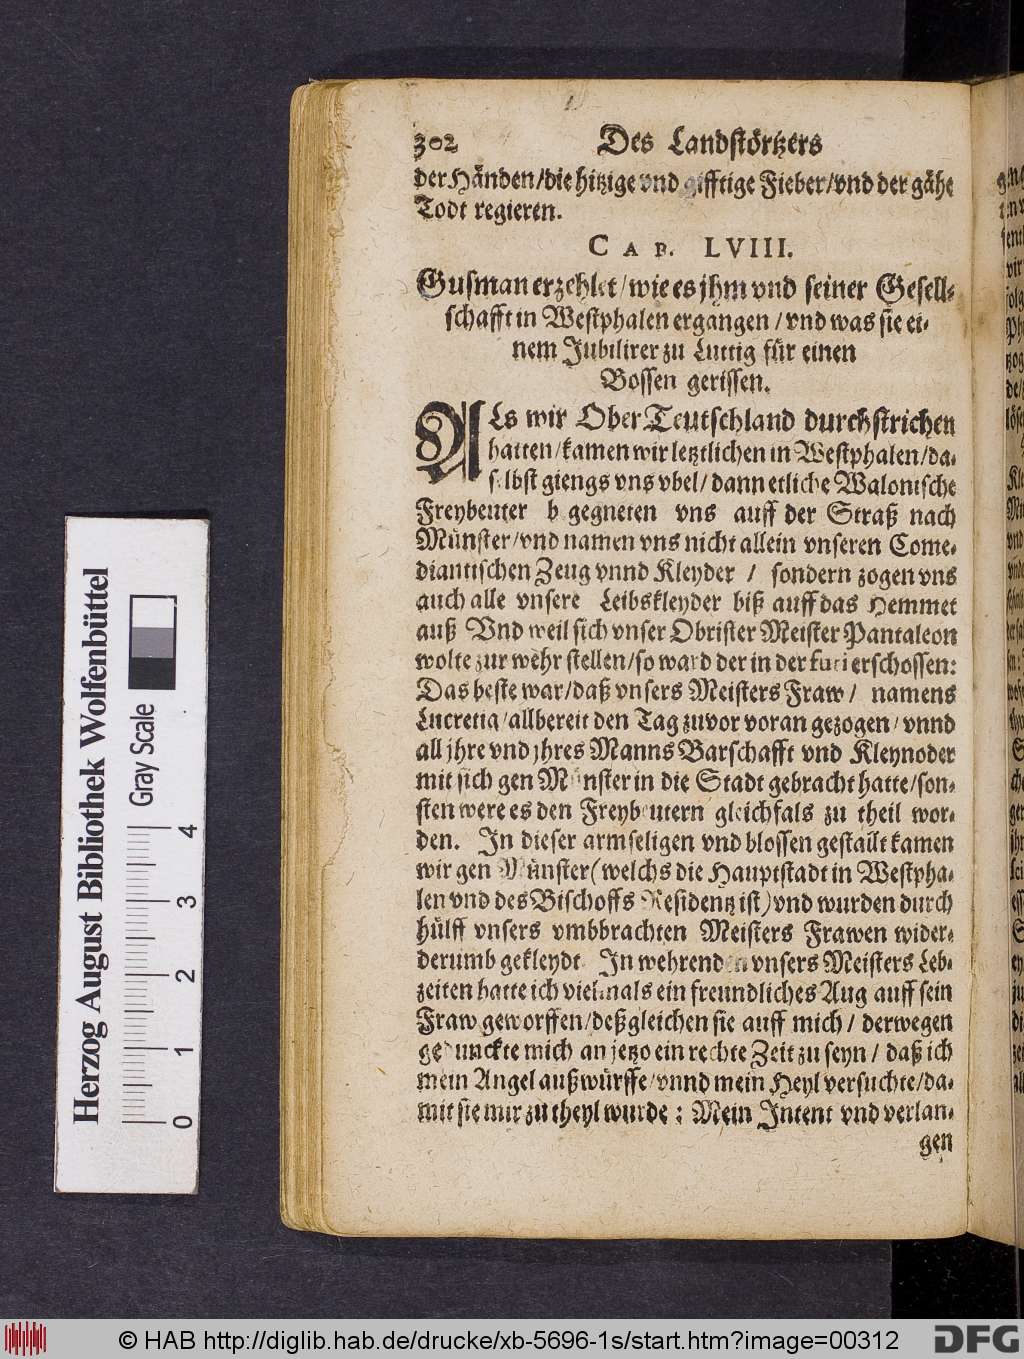 302 Des Landstörtzers
der Händen/die hitzige vnd gifftige Fieber/vnd der gähe
Todt regieren.
CAP. LVIII.
Gusman erzehlet/wie es jhm vnd seiner Gesell-
schafft in Westphalen ergangen/vnd was sie ei-
nem Jubilirer zu Luttig für einen
Bossen gerissen.
ALs wir Ober Teutschland durchstrichen
hatten/kamen wir letztlichen in Westphalen/da-
selbst giengs vns vbel/dann etliche Walonische
Freybeuter begegneten vns auff der Straß nach
Münster/vnd namen vns nicht allein vnseren Come-
diantischen Zeug vnnd Kleyder / sondern zogen vns
auch alle vnsere Leibskleyder biß auff das Hemmet
auß Vnd weil sich vnser Obrister Meister Pantaleon
wolte zur wehr stellen/so ward der in der furi erschossen:
Das beste war/daß vnsers Meisters Fraw / namens
Lucretia/allbereit den Tag zuvor voran gezogen/vnnd
all jhre vnd jhres Manns Barschafft vnd Kleynoder
mit sich gen Münster in die Stadt gebracht hatte/son-
sten were es den Freybeutern gleichfals zu theil wor-
den. In dieser armseligen vnd blossen gestallt kamen
wir gen Münster(welchs die Hauptstadt in Westpha-
len vnd des Bischoffs Residentz ist)vnd wurden durch
hülff vnsers vmbbrachten Meisters Frawen wider-
derumb gekleydt In wehrenden vnsers Meisters Leb-
zeiten hatte ich vielmals ein freundliches Aug auff sein
Fraw geworffen/deßgleichen sie auff mich / derwegen
gedunckte mich an jetzo ein rechte Zeit zu seyn / daß ich
mein Angel außwürffe/vnnd mein Heyl versuchte/da-
mit sie mir zu theyl wurde : Mein Intent vnd verlan-
gen
Herzog August Bibliothek Wolfenbüttel
Gray Scale
0 1 2 3 4
© HAB http://diglib.hab.de/drucke/xb-5696-1s/start.htm?image=00312
DFG